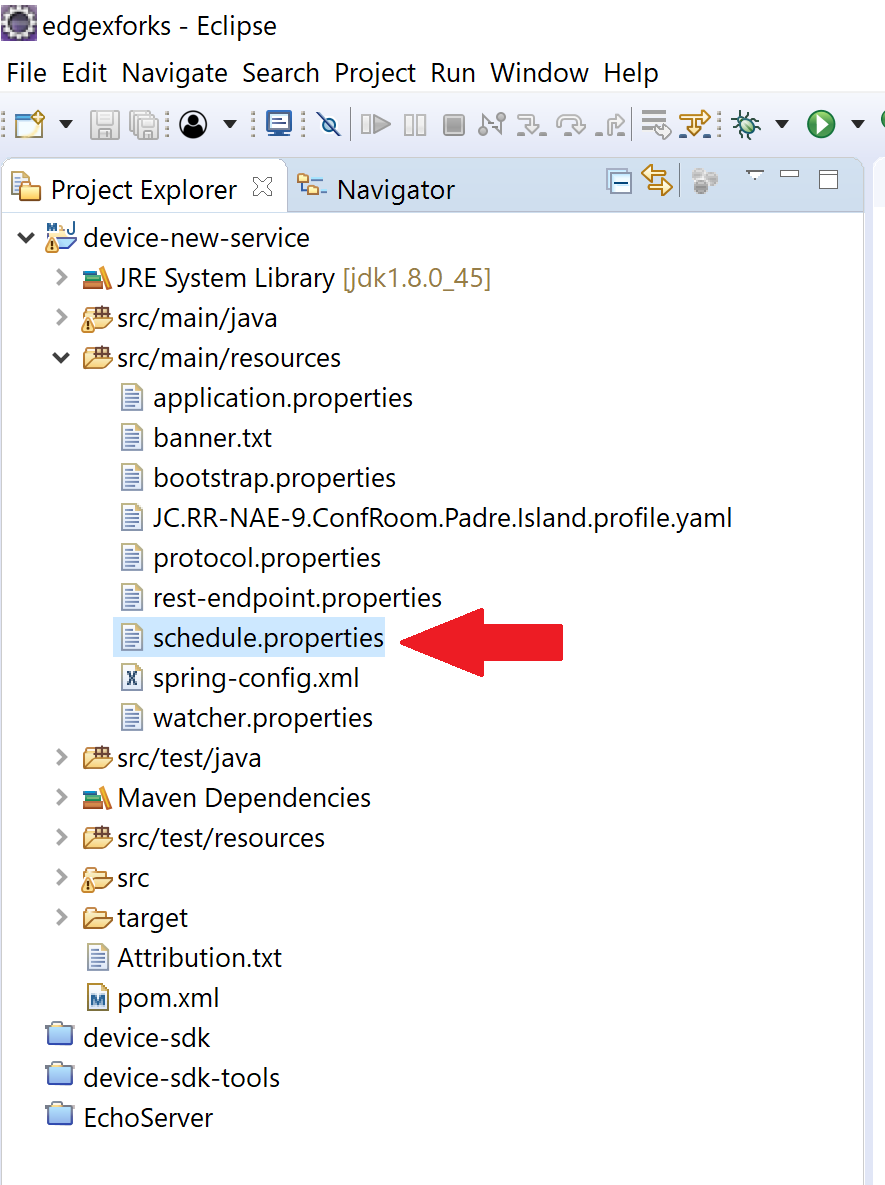 edgexforks - Eclipse
File Edit Navigate Search Project Run Window Help
Project Explorer Navigator
device-new-service
JRE System Library [jdk1.8.0_45]
src/main/java
src/main/resources
application.properties
banner.txt
bootstrap.properties
JC.RR-NAE-9.ConfRoom.Padre.Island.profile.yaml
protocol.properties
rest-endpoint.properties
schedule.properties
spring-config.xml
watcher.properties
src/test/java
Maven Dependencies
src/test/resources
src
target
Attribution.txt
pom.xml
device-sdk
device-sdk-tools
EchoServer